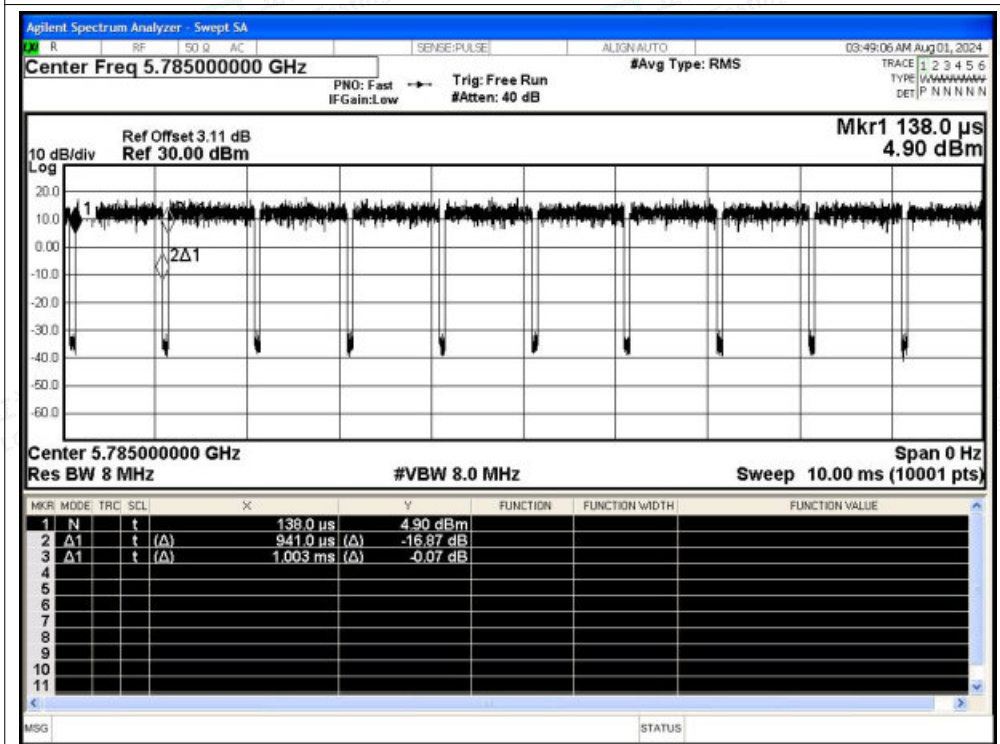 Agilent Spectrum Analyzer - Swept SA
LXI R RF 50 Ω AC SENSE:PULSE ALIGN AUTO 03:49:06 AM Aug 01, 2024
Center Freq 5.785000000 GHz
PNO: Fast
IFGain:Low
Trig: Free Run
#Atten: 40 dB
#Avg Type: RMS
TRACE 1 2 3 4 5 6
TYPE W
DET P N N N N N
Mkr1 138.0 µs
4.90 dBm
Ref Offset 3.11 dB
10 dB/div Ref 30.00 dBm
Log
20.0
10.0
0.00
-10.0
-20.0
-30.0
-40.0
-50.0
-60.0
1
2Δ1
Center 5.785000000 GHz Span 0 Hz
Res BW 8 MHz #VBW 8.0 MHz Sweep 10.00 ms (10001 pts)
MKR MODE TRC SCL X Y FUNCTION FUNCTION WIDTH FUNCTION VALUE
1 N t 138.0 µs 4.90 dBm
2 Δ1 t (Δ) 941.0 µs (Δ) -16.87 dB
3 Δ1 t (Δ) 1.003 ms (Δ) -0.07 dB
4
5
6
7
8
9
10
11
MSG STATUS